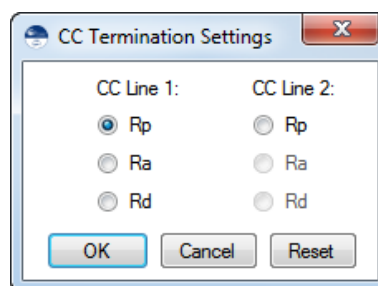 CC Termination Settings
CC Line 1: CC Line 2:
Rp Rp
Ra Ra
Rd Rd
OK Cancel Reset